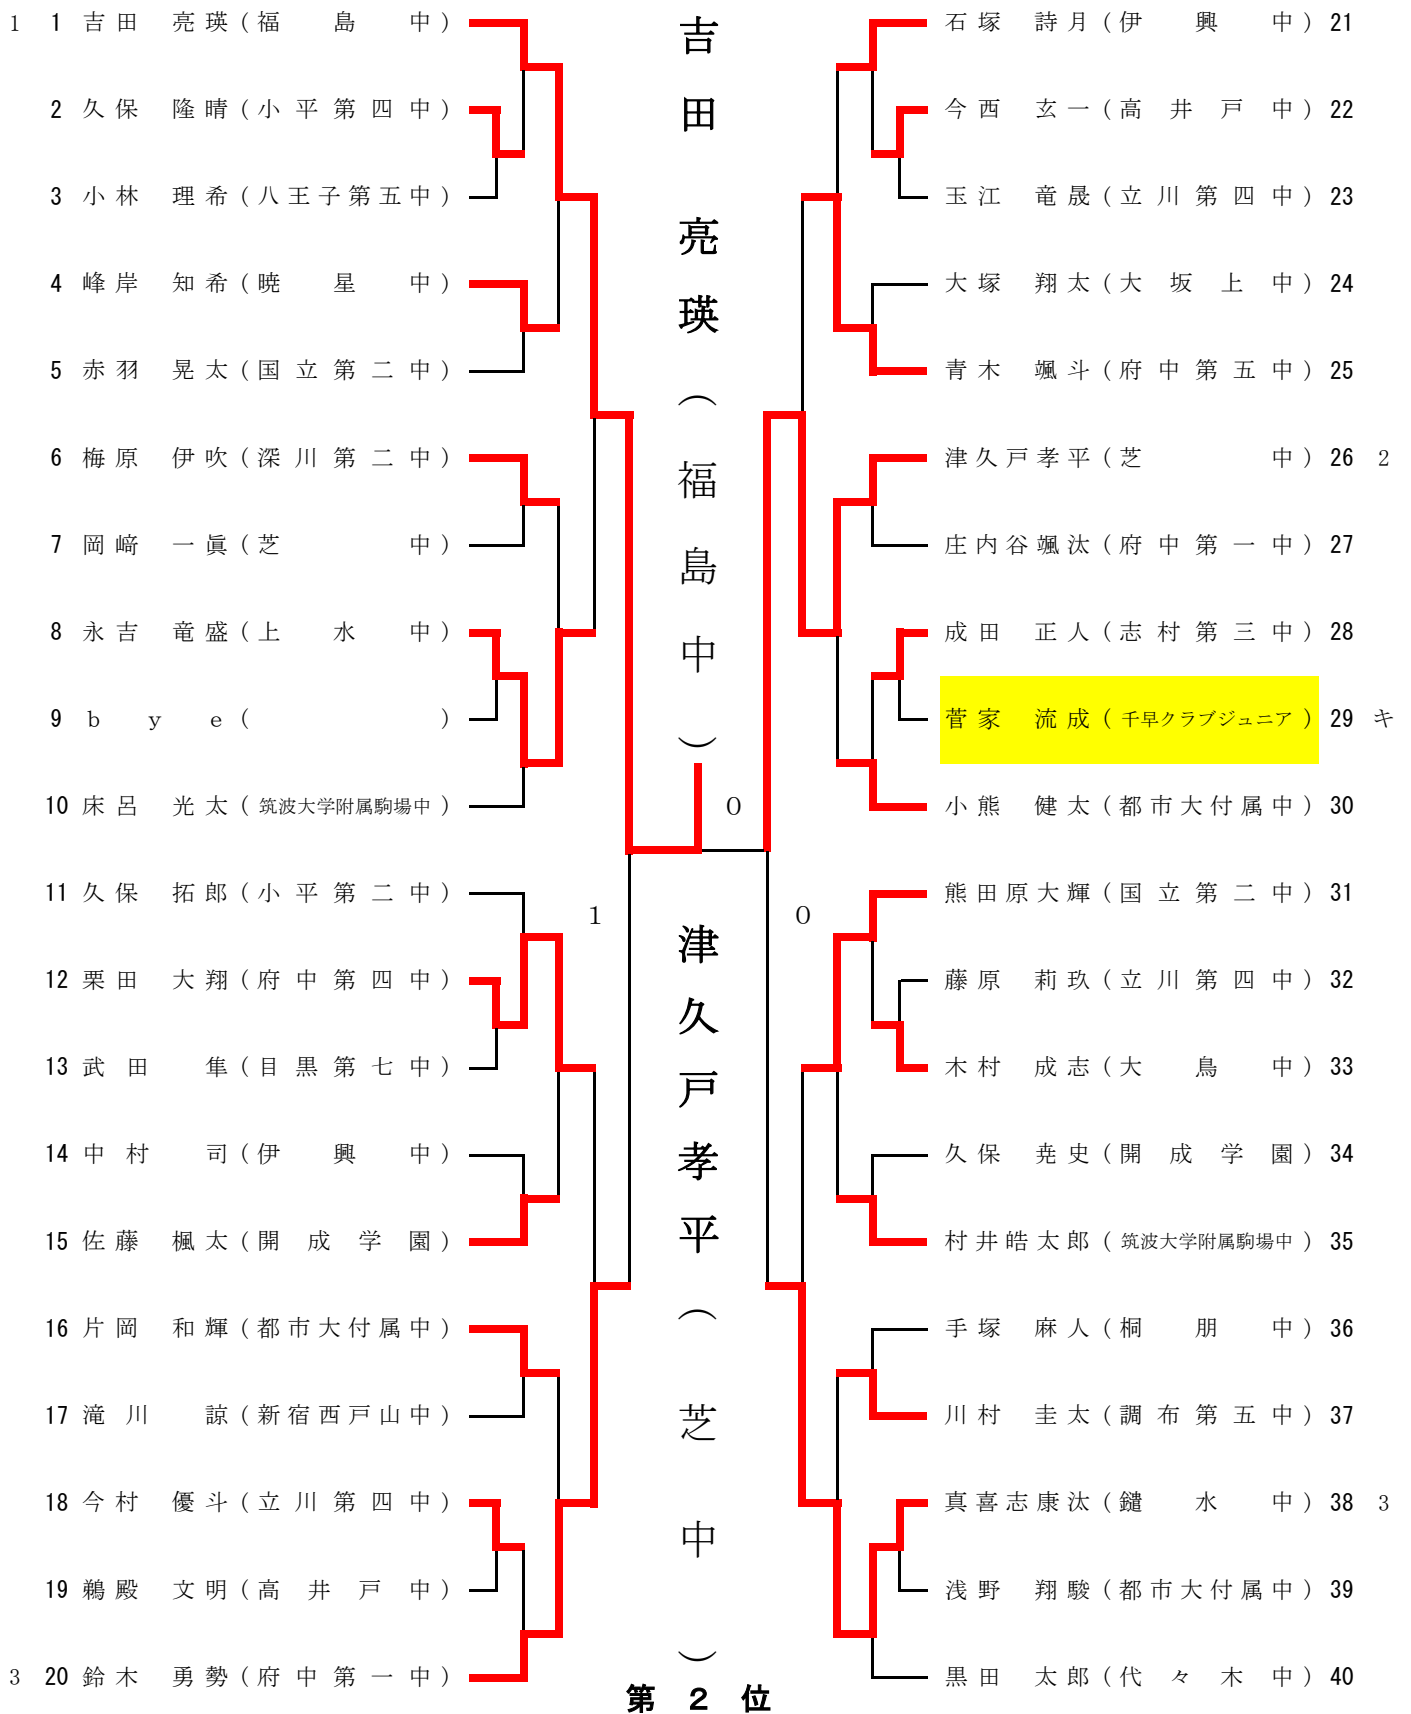 1 1 吉田 亮瑛(福島中)
2 久保 隆晴(小平第四中)
3 小林 理希(八王子第五中)
4 峰岸 知希(暁星中)
5 赤羽 晃太(国立第二中)
6 梅原 伊吹(深川第二中)
7 岡﨑 一眞(芝中)
8 永吉 竜盛(上水中)
9 bye( )
10 床呂 光太(筑波大学附属駒場中)
11 久保 拓郎(小平第二中)
12 栗田 大翔(府中第四中)
13 武田 隼(目黒第七中)
14 中村 司(伊興中)
15 佐藤 楓太(開成学園)
16 片岡 和輝(都市大付属中)
17 滝川 諒(新宿西戸山中)
18 今村 優斗(立川第四中)
19 鵜殿 文明(高井戸中)
3 20 鈴木 勇勢(府中第一中)
吉田 亮瑛(福島中)
0
1
0
津久戸孝平(芝中)
第2位
石塚 詩月(伊興中) 21
今西 玄一(高井戸中) 22
玉江 竜晟(立川第四中) 23
大塚 翔太(大坂上中) 24
青木 颯斗(府中第五中) 25
津久戸孝平(芝中) 26 2
庄内谷颯汰(府中第一中) 27
成田 正人(志村第三中) 28
菅家 流成(千早クラブジュニア) 29 キ
小熊 健太(都市大付属中) 30
熊田原大輝(国立第二中) 31
藤原 莉玖(立川第四中) 32
木村 成志(大鳥中) 33
久保 尭史(開成学園) 34
村井皓太郎(筑波大学附属駒場中) 35
手塚 麻人(桐朋中) 36
川村 圭太(調布第五中) 37
真喜志康汰(鑓水中) 38 3
浅野 翔駿(都市大付属中) 39
黒田 太郎(代々木中) 40